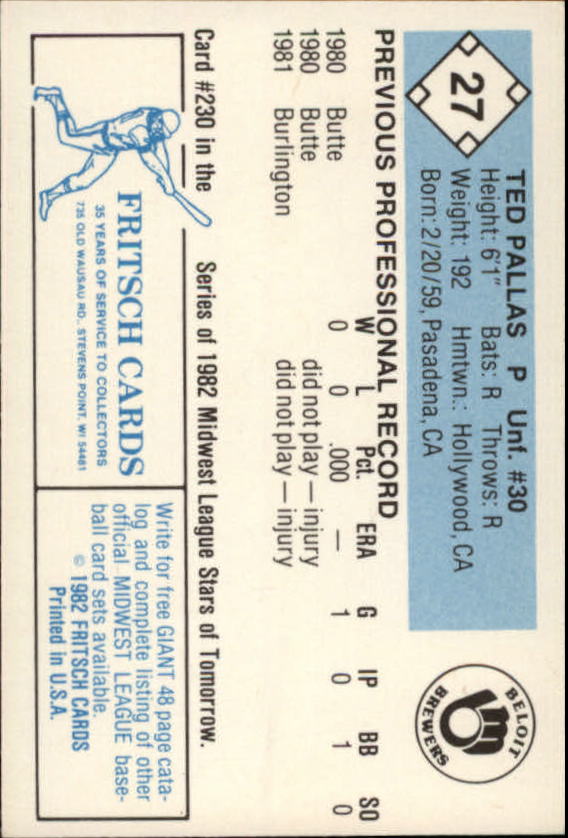 27
TED PALLAS P Unf. #30
Height: 6'1" Bats: R Throws: R
Weight: 192 Hmtwn.: Hollywood, CA
Born: 2/20/59, Pasadena, CA
BELOIT
BREWERS
PREVIOUS PROFESSIONAL RECORD
W L Pct. ERA G IP BB SO
1980 Butte 0 0 .000 — 1 0 1 0
1980 Butte did not play — injury
1981 Burlington did not play — injury
Card #230 in the Series of 1982 Midwest League Stars of Tomorrow.
FRITSCH CARDS
35 YEARS OF SERVICE TO COLLECTORS
735 OLD WAUSAU RD., STEVENS POINT, WI 54481
Write for free GIANT 48 page cata-
log and complete listing of other
official MIDWEST LEAGUE base-
ball card sets available.
© 1982 FRITSCH CARDS
Printed in U.S.A.